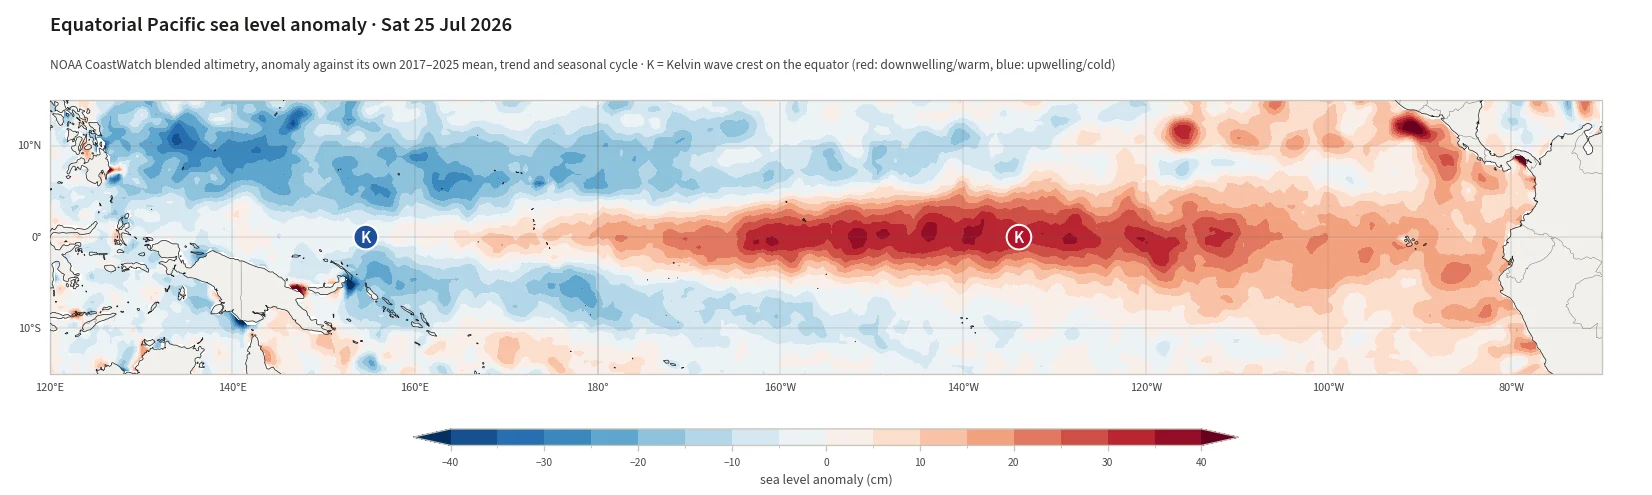 Equatorial Pacific sea level anomaly · Sat 25 Jul 2026
NOAA CoastWatch blended altimetry, anomaly against its own 2017–2025 mean, trend and seasonal cycle · K = Kelvin wave crest on the equator (red: downwelling/warm, blue: upwelling/cold)
10°N
0°
10°S
K
K
120°E 140°E 160°E 180° 160°W 140°W 120°W 100°W 80°W
−40 −30 −20 −10 0 10 20 30 40
sea level anomaly (cm)